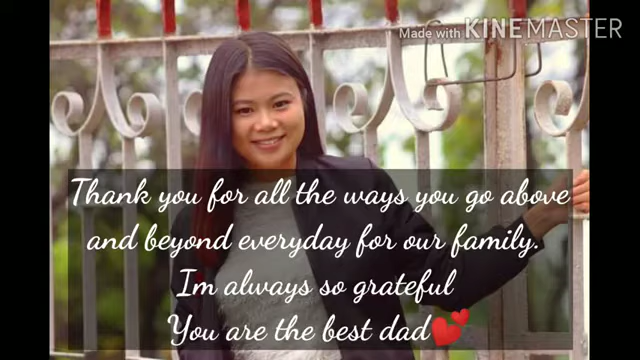 Made with KINEMASTER
Thank you for all the ways you go above
and beyond everyday for our family.
Im always so grateful
You are the best dad💕